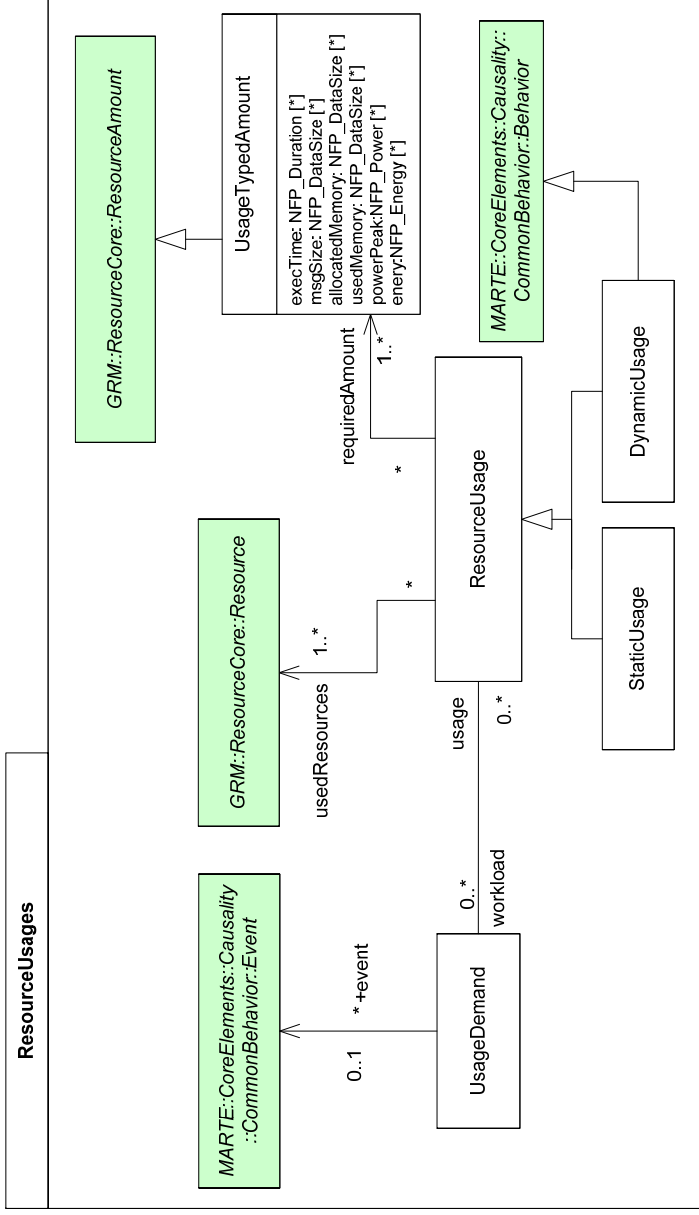 ResourceUsages
MARTE::CoreElements::Causality
::CommonBehavior::Event
GRM::ResourceCore::Resource
GRM::ResourceCore::ResourceAmount
UsageTypedAmount
execTime: NFP_Duration [*]
msgSize: NFP_DataSize [*]
allocatedMemory: NFP_DataSize [*]
usedMemory: NFP_DataSize [*]
powerPeak:NFP_Power [*]
enery:NFP_Energy [*]
0..1
* +event
usedResources
1..*
*
requiredAmount
1..*
*
UsageDemand
0..*
workload
usage
0..*
ResourceUsage
MARTE::CoreElements::Causality::
CommonBehavior::Behavior
StaticUsage
DynamicUsage